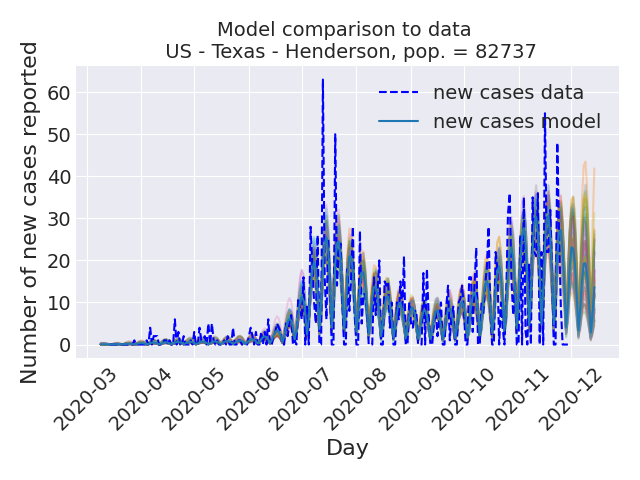 Model comparison to data
US - Texas - Henderson, pop. = 82737
Number of new cases reported
60
50
40
30
20
10
0
new cases data
new cases model
2020-03
2020-04
2020-05
2020-06
2020-07
2020-08
2020-09
2020-10
2020-11
2020-12
Day